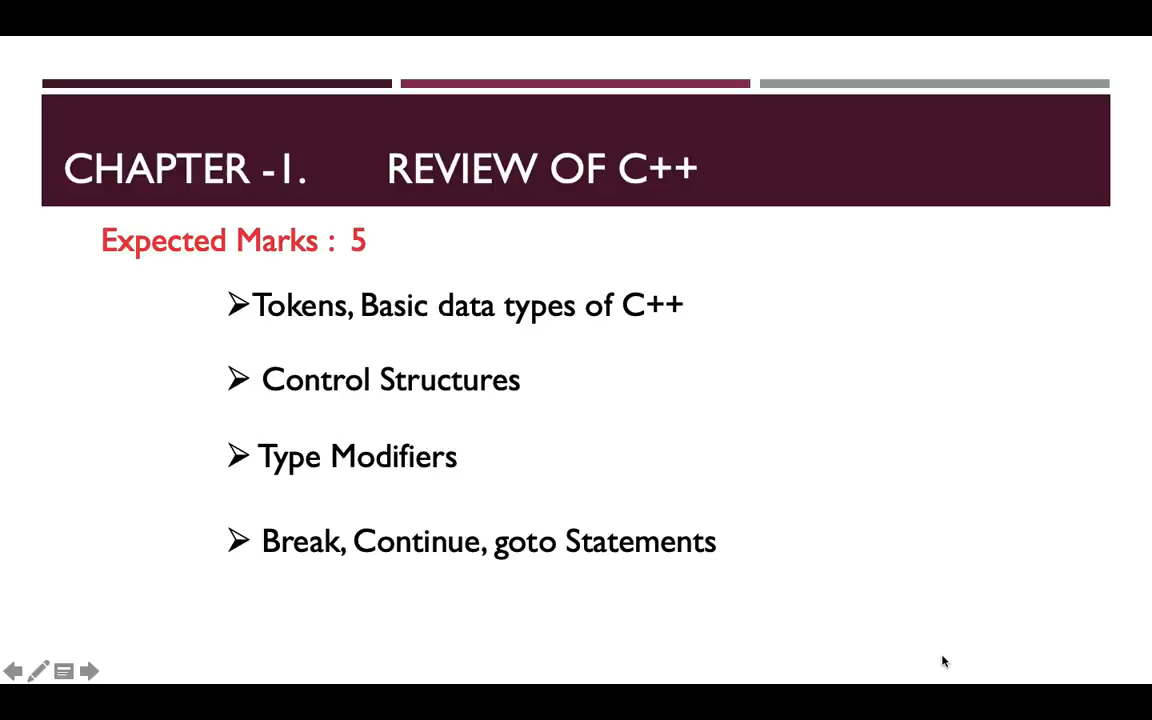 CHAPTER -1. REVIEW OF C++
Expected Marks : 5
➢Tokens, Basic data types of C++
➢ Control Structures
➢ Type Modifiers
➢ Break, Continue, goto Statements